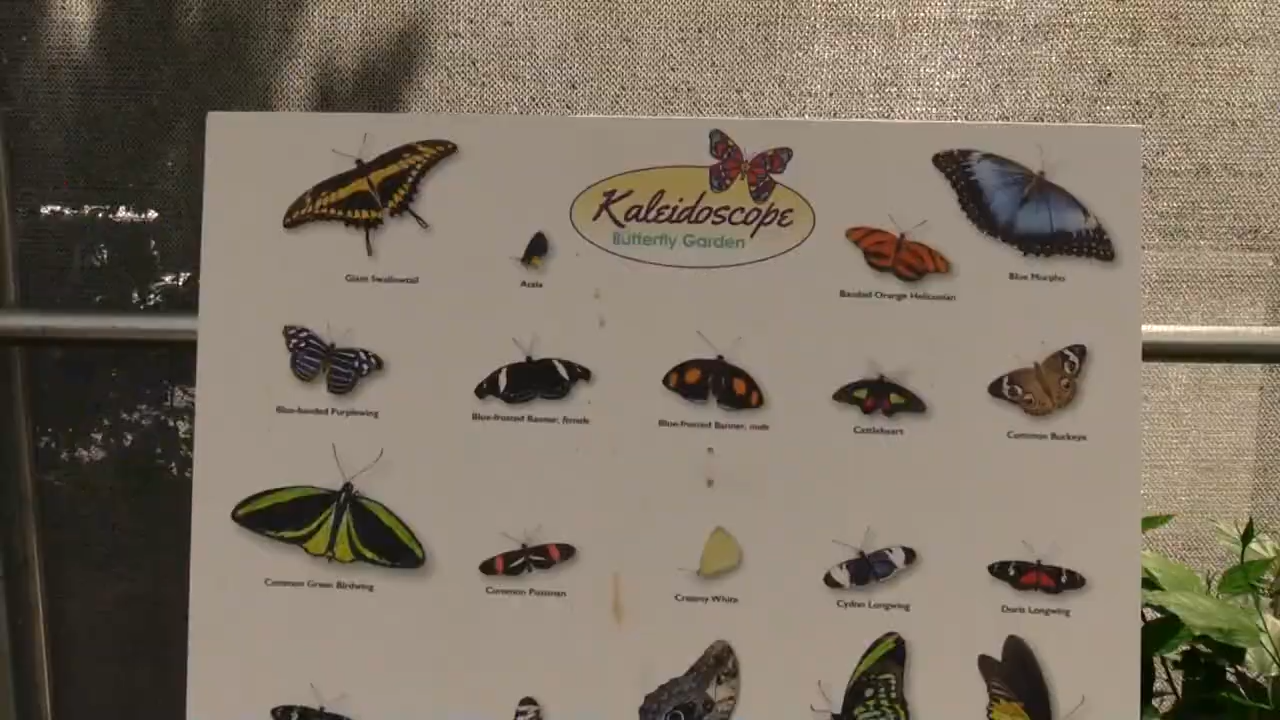 Kaleidoscope
Butterfly Garden
Giant Swallowtail
Atala
Banded Orange Heliconian
Blue Morpho
Blue-banded Purplewing
Blue-frosted Banner, female
Blue-frosted Banner, male
Cattleheart
Common Buckeye
Common Green Birdwing
Common Postman
Creamy White
Cydno Longwing
Doris Longwing